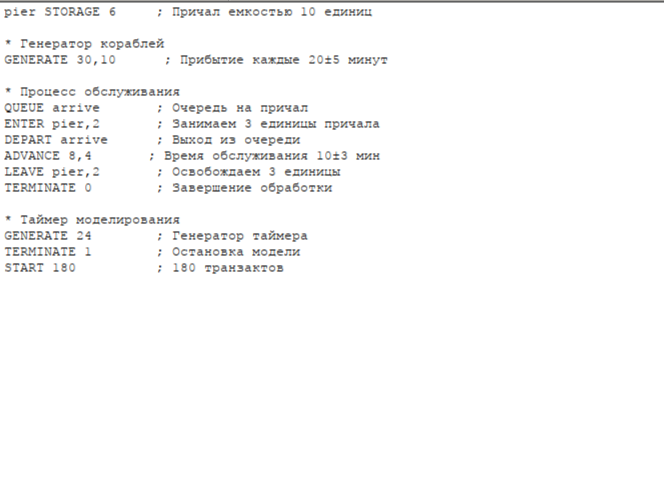 pier STORAGE 6 ; Причал емкостью 10 единиц
* Генератор кораблей
GENERATE 30,10 ; Прибытие каждые 20±5 минут
* Процесс обслуживания
QUEUE arrive ; Очередь на причал
ENTER pier,2 ; Занимаем 3 единицы причала
DEPART arrive ; Выход из очереди
ADVANCE 8,4 ; Время обслуживания 10±3 мин
LEAVE pier,2 ; Освобождаем 3 единицы
TERMINATE 0 ; Завершение обработки
* Таймер моделирования
GENERATE 24 ; Генератор таймера
TERMINATE 1 ; Остановка модели
START 180 ; 180 транзактов